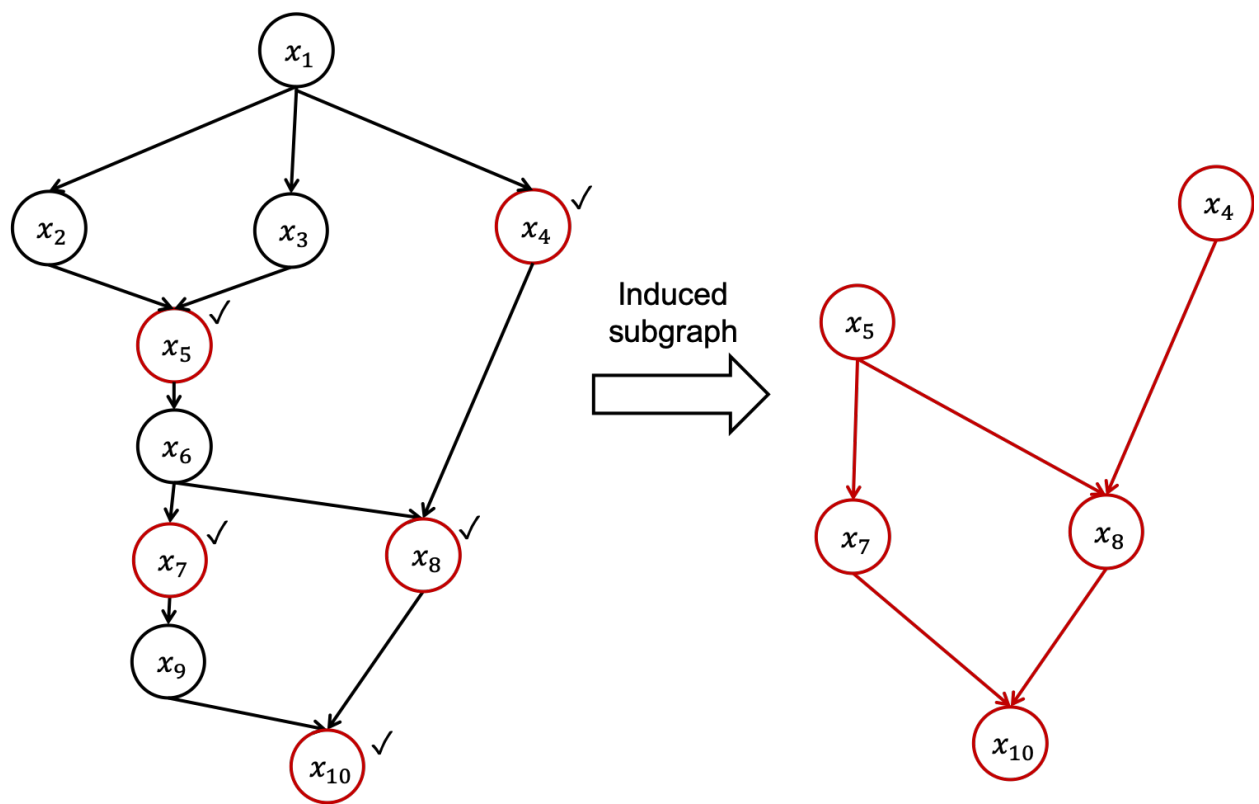 x₁
x₂
x₃
x₄ ✓
x₅ ✓
x₆
x₇ ✓
x₈ ✓
x₉
x₁₀ ✓
Induced
subgraph
x₄
x₅
x₇
x₈
x₁₀